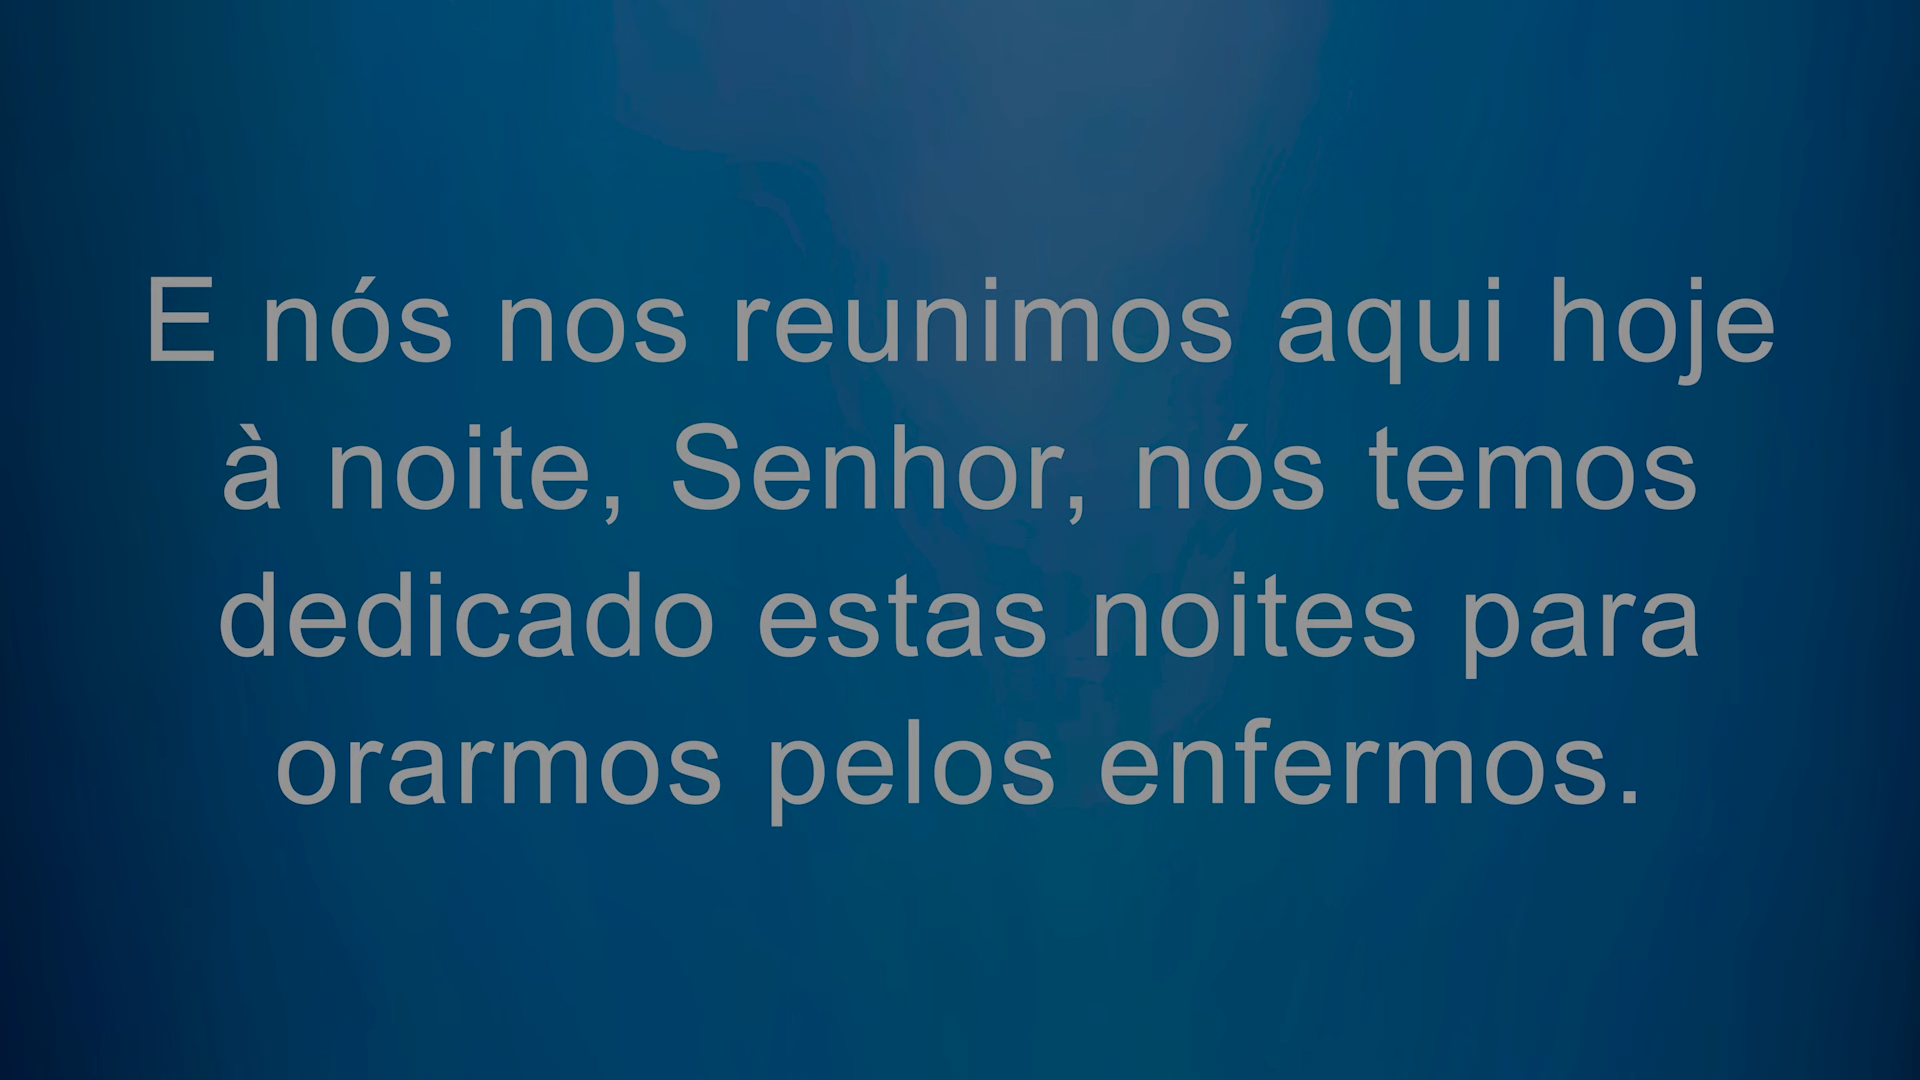 E nós nos reunimos aqui hoje
à noite, Senhor, nós temos
dedicado estas noites para
orarmos pelos enfermos.